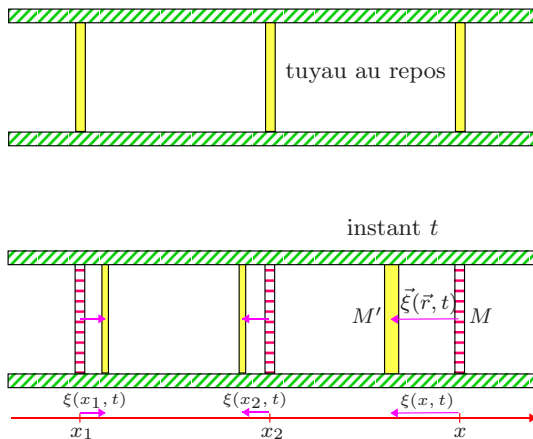 tuyau au repos
instant t
M′ ξ⃗(r⃗, t) M
ξ(x₁, t) ξ(x₂, t) ξ(x, t)
x₁ x₂ x